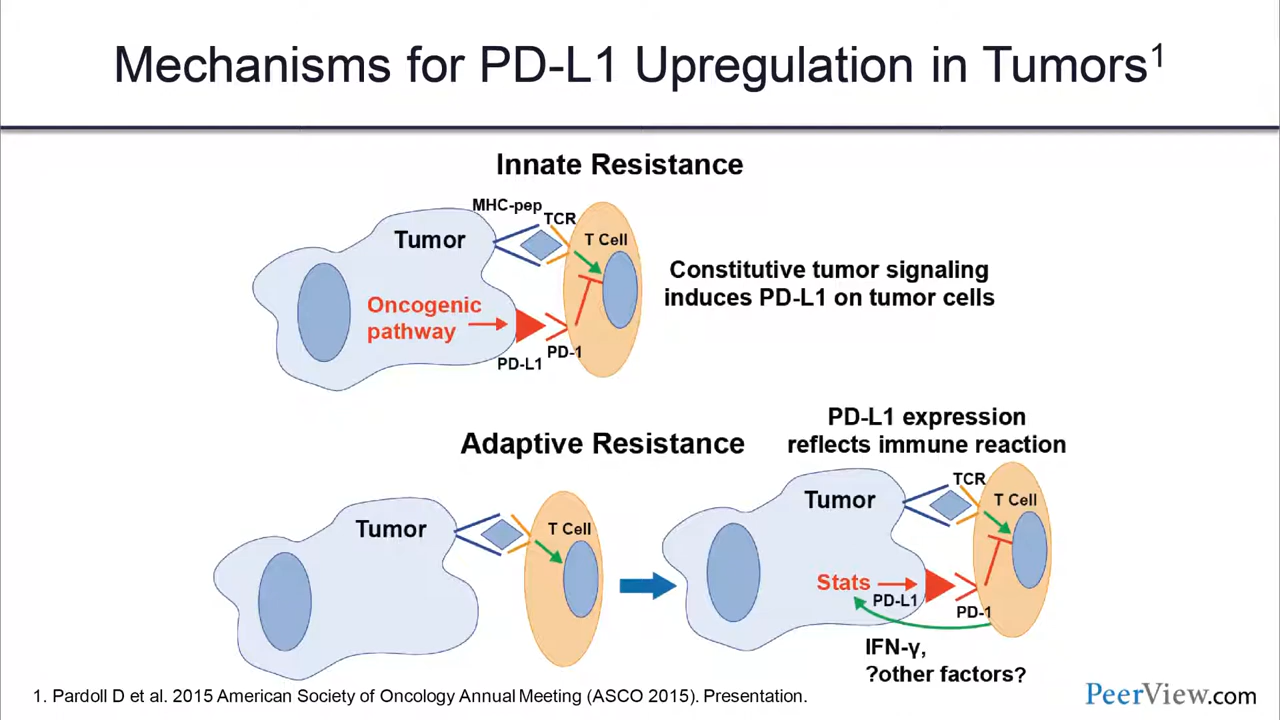 Mechanisms for PD-L1 Upregulation in Tumors¹
Innate Resistance
MHC-pep
TCR
Tumor
T Cell
Oncogenic
pathway
PD-L1
PD-1
Constitutive tumor signaling
induces PD-L1 on tumor cells
Adaptive Resistance
PD-L1 expression
reflects immune reaction
Tumor
T Cell
TCR
Tumor
T Cell
Stats
PD-L1
PD-1
IFN-γ,
?other factors?
1. Pardoll D et al. 2015 American Society of Oncology Annual Meeting (ASCO 2015). Presentation.
PeerView.com